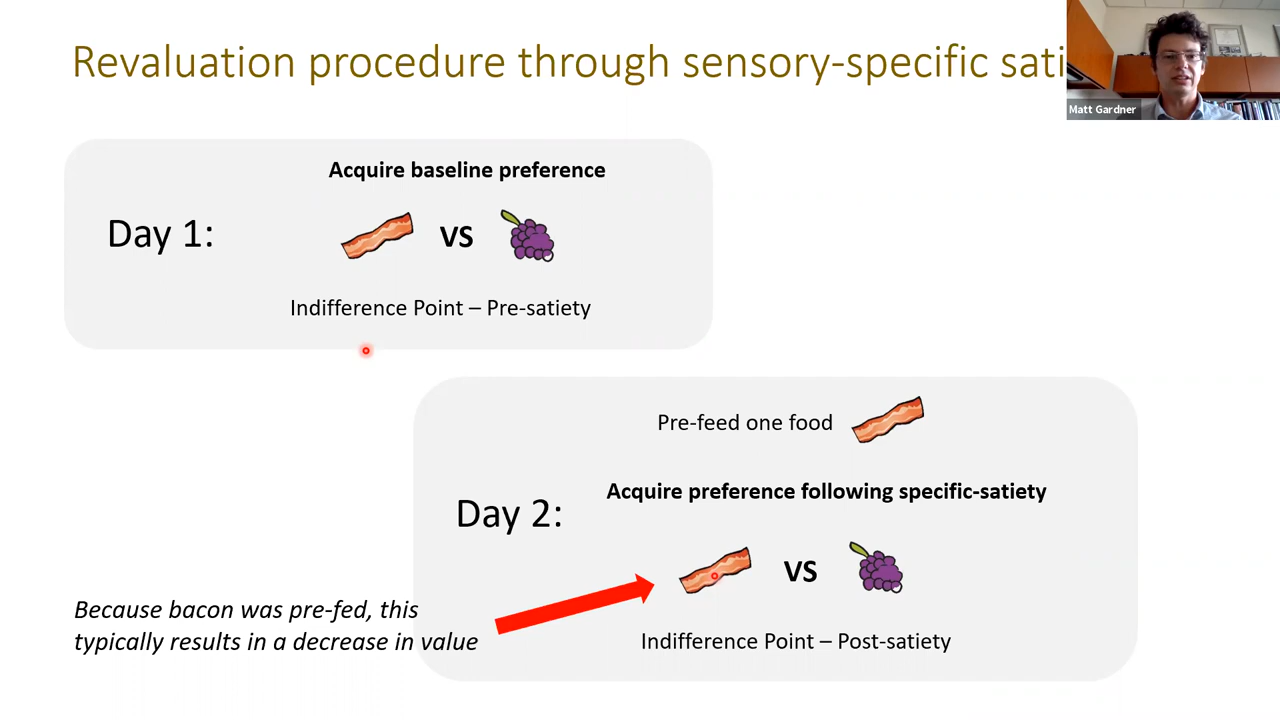 Revaluation procedure through sensory-specific sati
Matt Gardner
Acquire baseline preference
Day 1:
VS
Indifference Point – Pre-satiety
Pre-feed one food
Acquire preference following specific-satiety
Day 2:
VS
Because bacon was pre-fed, this
typically results in a decrease in value
Indifference Point – Post-satiety